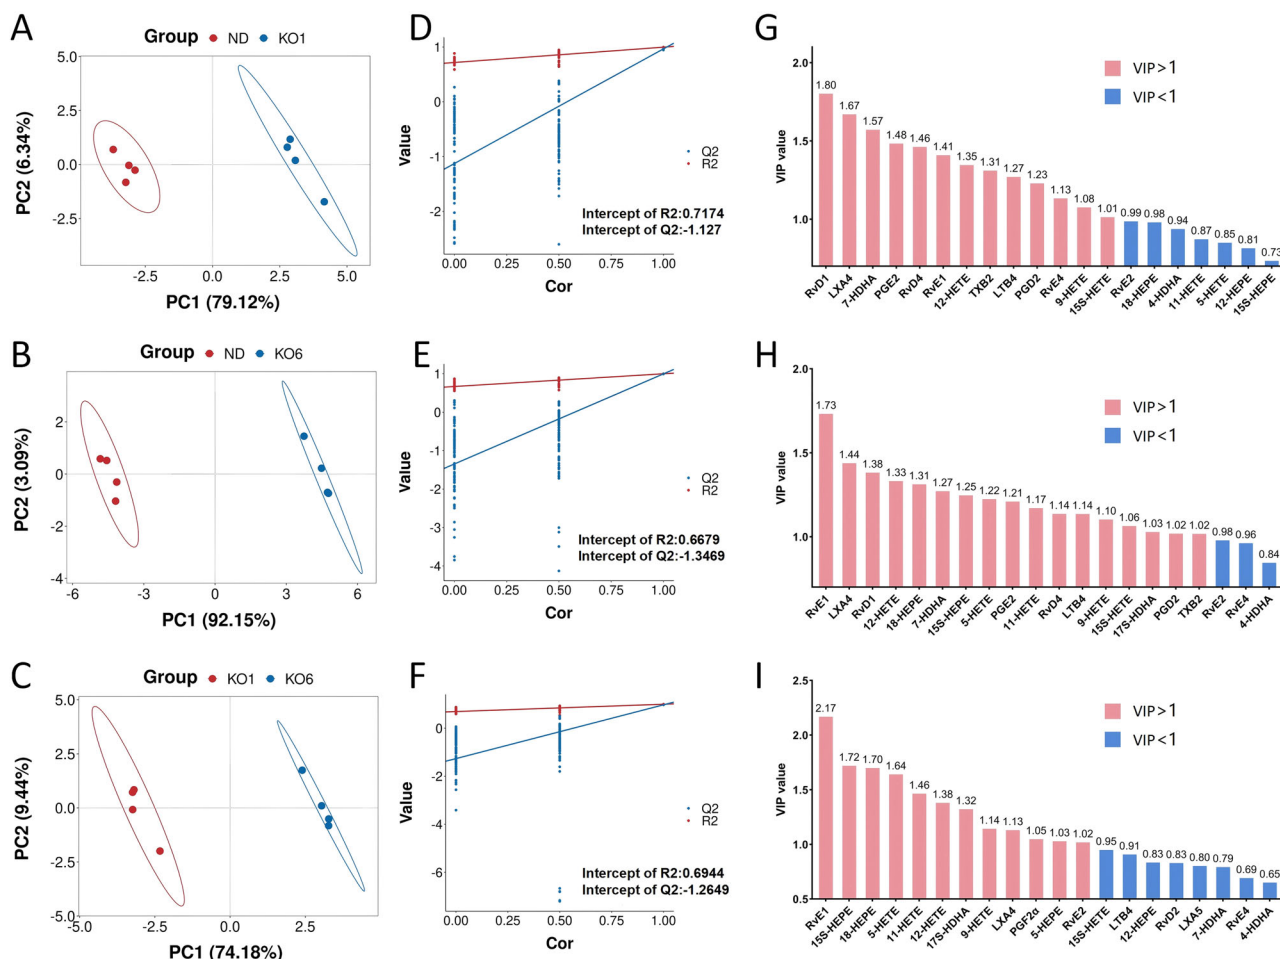 A
Group ND KO1
5.0
2.5
0.0
-2.5
PC2 (6.34%)
-2.5 0.0 2.5 5.0
PC1 (79.12%)
D
1
0
-1
-2
Value
Q2
R2
Intercept of R2:0.7174
Intercept of Q2:-1.127
0.00 0.25 0.50 0.75 1.00
Cor
G
VIP>1
VIP<1
2.0
1.5
1.0
VIP value
1.80 1.67 1.57 1.48 1.46 1.41 1.35 1.31 1.27 1.23 1.13 1.08 1.01 0.99 0.98 0.94 0.87 0.85 0.81 0.73
RvD1 LXA4 7-HDHA PGE2 RvD4 RvE1 12-HETE TXB2 LTB4 PGD2 RvE4 9-HETE 15S-HETE RvE2 18-HEPE 4-HDHA 11-HETE 5-HETE 12-HEPE 15S-HEPE
B
Group ND KO6
2
0
-2
-4
PC2 (3.09%)
-6 -3 0 3 6
PC1 (92.15%)
E
1
0
-1
-2
-3
-4
Value
Q2
R2
Intercept of R2:0.6679
Intercept of Q2:-1.3469
0.00 0.25 0.50 0.75 1.00
Cor
H
VIP>1
VIP<1
2.0
1.5
1.0
VIP value
1.73 1.44 1.38 1.33 1.31 1.27 1.25 1.22 1.21 1.17 1.14 1.14 1.10 1.06 1.03 1.02 1.02 0.98 0.96 0.84
RvE1 LXA4 RvD1 12-HETE 18-HEPE 7-HDHA 15S-HEPE 5-HETE PGE2 11-HETE RvD4 LTB4 9-HETE 15S-HETE 17S-HDHA PGD2 TXB2 RvE2 RvE4 4-HDHA
C
Group KO1 KO6
5.0
2.5
0.0
-2.5
-5.0
PC2 (9.44%)
-5.0 -2.5 0.0 2.5
PC1 (74.18%)
F
0
-2
-4
-6
Value
Q2
R2
Intercept of R2:0.6944
Intercept of Q2:-1.2649
0.00 0.25 0.50 0.75 1.00
Cor
I
VIP>1
VIP<1
2.5
2.0
1.5
1.0
0.5
VIP value
2.17 1.72 1.70 1.64 1.46 1.38 1.32 1.14 1.13 1.05 1.03 1.02 0.95 0.91 0.83 0.83 0.80 0.79 0.69 0.65
RvE1 15S-HEPE 18-HEPE 5-HETE 11-HETE 12-HETE 17S-HDHA 9-HETE LXA4 PGF2α 5-HEPE RvE2 15S-HETE LTB4 12-HEPE RvD2 LXA5 7-HDHA RvE4 4-HDHA